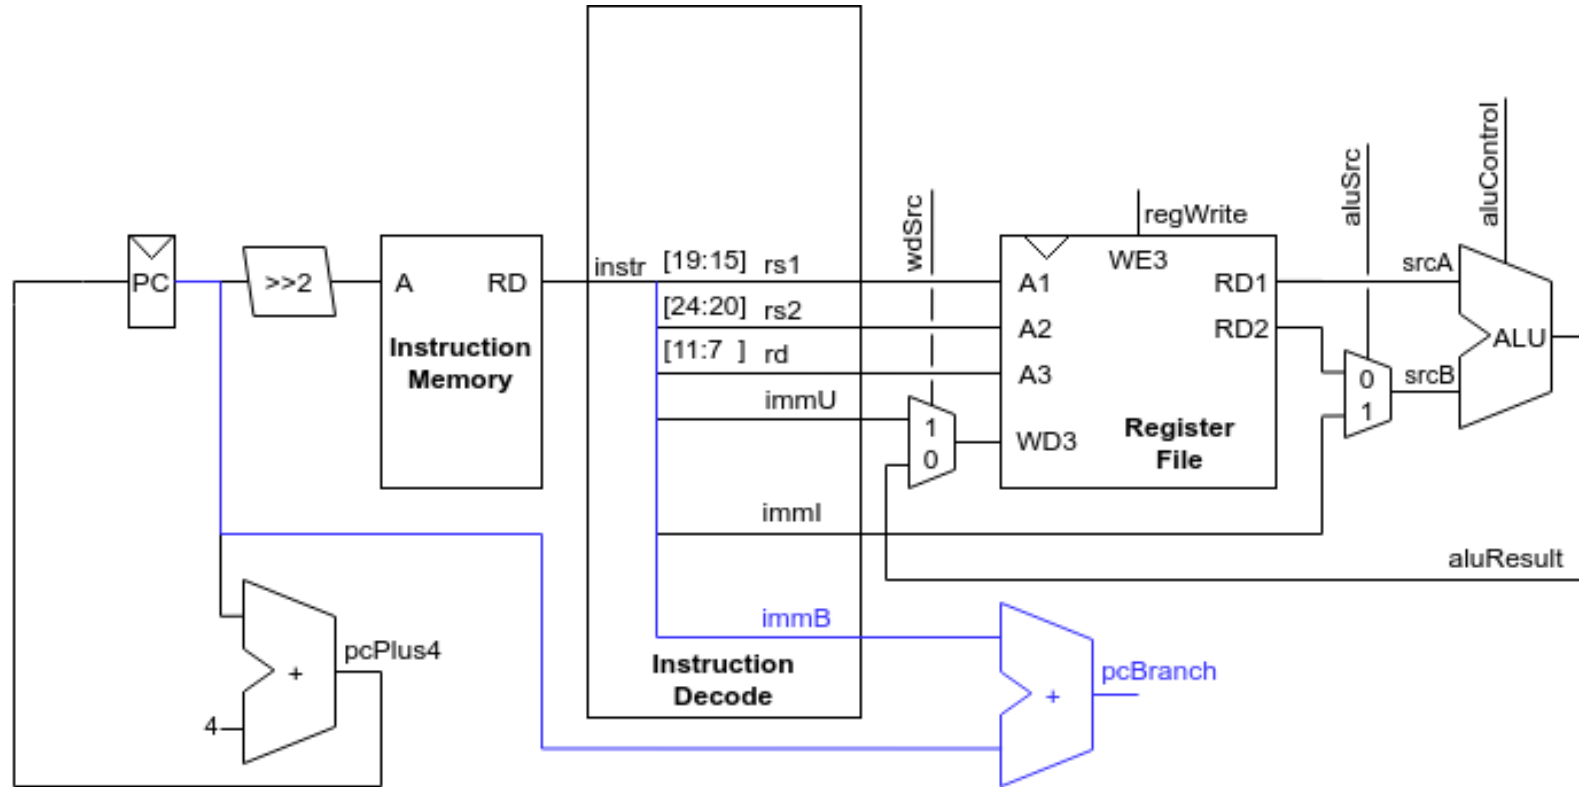 aluControl
aluSrc
wdSrc
regWrite
PC
>>2
A
RD
Instruction
Memory
instr
[19:15] rs1
[24:20] rs2
[11:7 ] rd
immU
immI
immB
Instruction
Decode
1
0
A1
A2
A3
WD3
WE3
RD1
RD2
Register
File
srcA
srcB
0
1
ALU
aluResult
pcPlus4
+
4
pcBranch
+